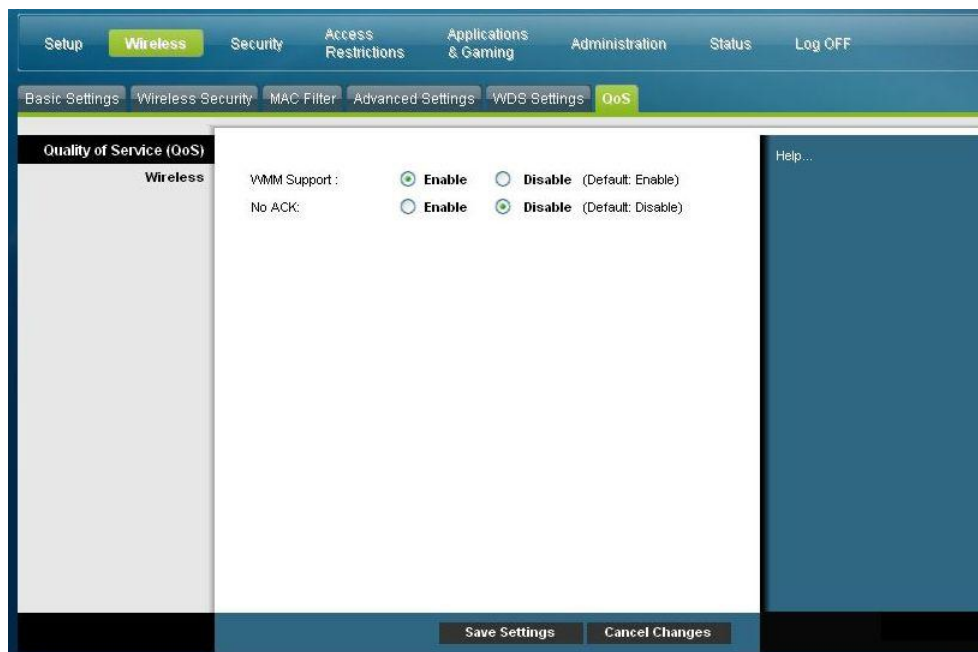 Setup Wireless Security Access Restrictions Applications & Gaming Administration Status Log OFF
Basic Settings Wireless Security MAC Filter Advanced Settings WDS Settings QoS
Quality of Service (QoS)
Help...
Wireless
WMM Support : Enable Disable (Default: Enable)
No ACK: Enable Disable (Default: Disable)
Save Settings Cancel Changes